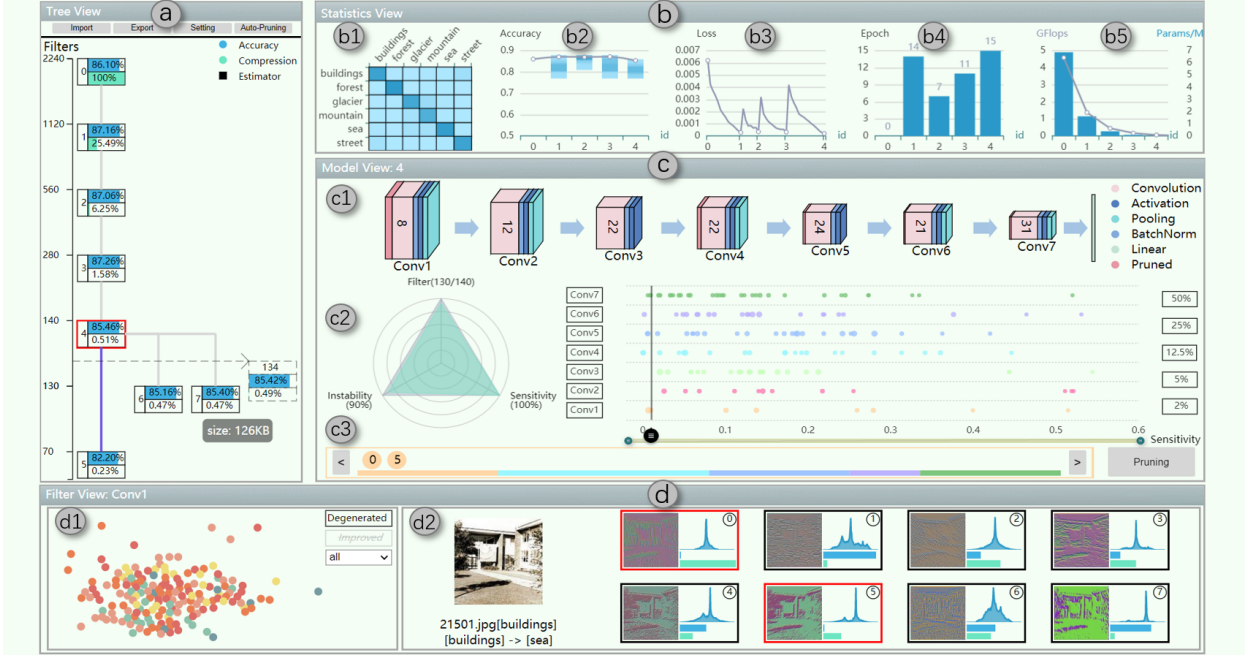 Tree View
a
Import Export Setting Auto-Pruning
Filters
Accuracy
Compression
Estimator
2240
0 86.10%
100%
1120
1 87.16%
25.49%
560
2 87.06%
6.25%
280
3 87.26%
1.58%
140
4 85.46%
0.51%
134
85.42%
0.49%
130
6 85.16%
0.47%
7 85.40%
0.47%
size: 126KB
70
5 82.20%
0.23%
Statistics View
b
b1
buildings forest glacier mountain sea street
buildings
forest
glacier
mountain
sea
street
Accuracy
b2
0.9
0.8
0.7
0.6
0.5
id
0 1 2 3 4
Loss
b3
0.007
0.006
0.005
0.004
0.003
0.002
0.001
0
id
0 1 2 3 4
Epoch
b4
15
12
9
6
3
0
0 14 7 11 15
id
0 1 2 3 4
GFlops
b5
Params/M
5
4
3
2
1
0
7
6
5
4
3
2
1
0
id
0 1 2 3 4
Model View: 4
c
c1
8 12 22 22 24 21 31
Conv1 Conv2 Conv3 Conv4 Conv5 Conv6 Conv7
Convolution
Activation
Pooling
BatchNorm
Linear
Pruned
c2
Filter(130/140)
Instability
(90%)
Sensitivity
(100%)
Conv7
Conv6
Conv5
Conv4
Conv3
Conv2
Conv1
50%
25%
12.5%
5%
2%
0 0.1 0.2 0.3 0.4 0.5 0.6
Sensitivity
c3
< 0 5 >
Pruning
Filter View: Conv1
d
d1
Degenerated
Improved
all
d2
21501.jpg[buildings]
[buildings] -> [sea]
0 1 2 3
4 5 6 7